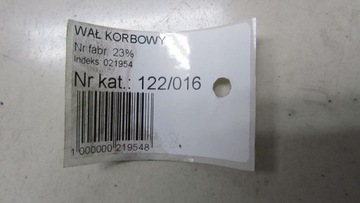 WAŁ KORBOWY
Nr fabr. 23%
Indeks: 021954
Nr kat.: 122/016
1 000000 219548